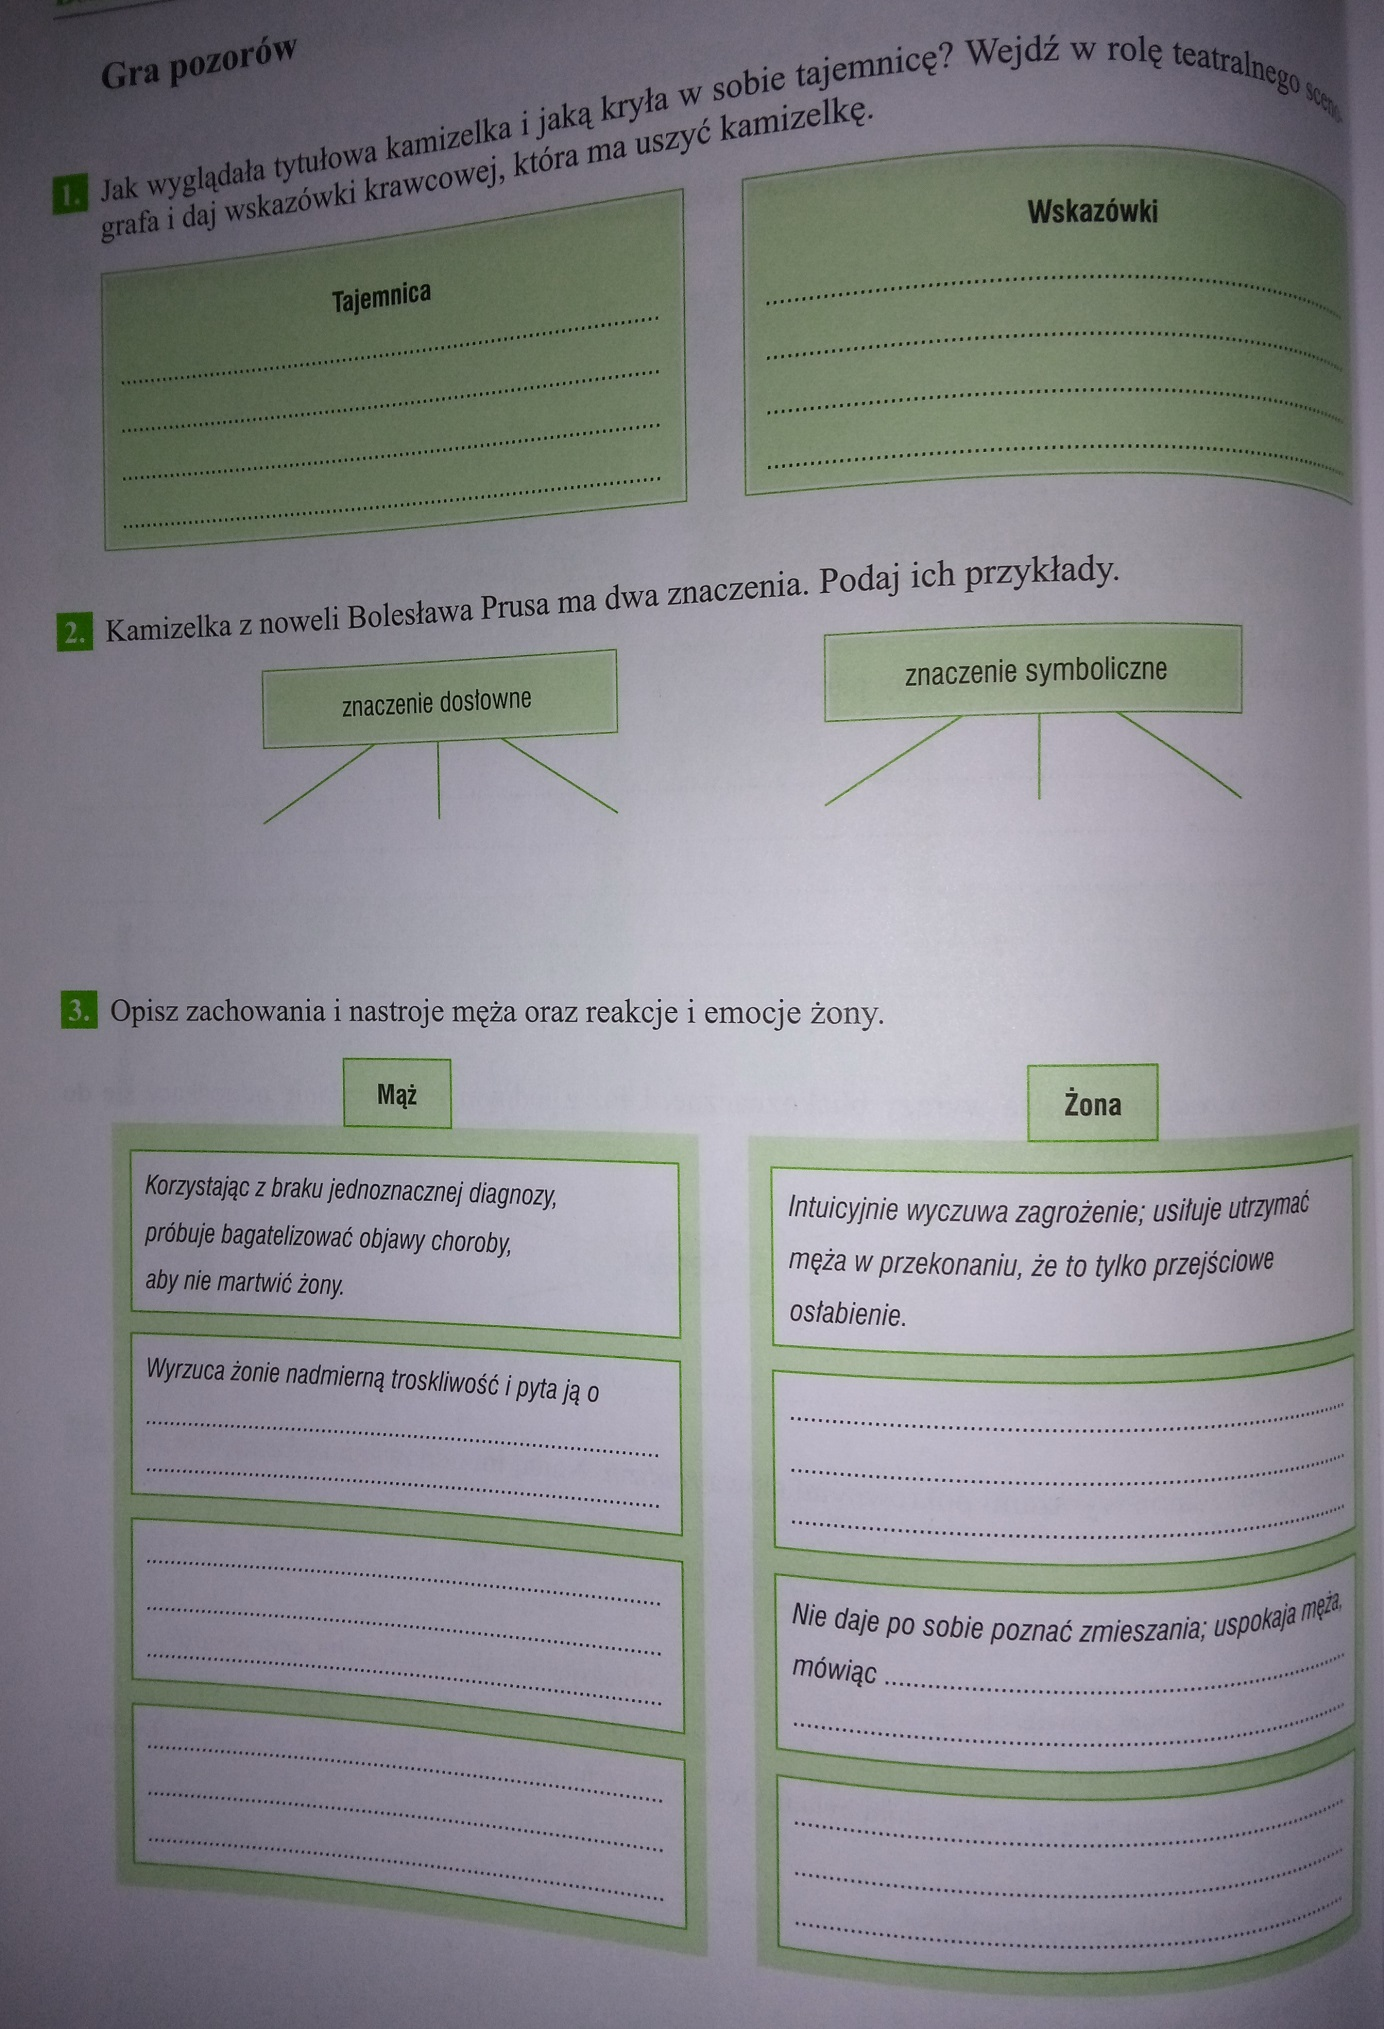 Gra pozorów
1. Jak wyglądała tytułowa kamizelka i jaką kryła w sobie tajemnicę? Wejdź w rolę teatralnego sceno-
grafa i daj wskazówki krawcowej, która ma uszyć kamizelkę.
Tajemnica
Wskazówki
2. Kamizelka z noweli Bolesława Prusa ma dwa znaczenia. Podaj ich przykłady.
znaczenie dosłowne
znaczenie symboliczne
3. Opisz zachowania i nastroje męża oraz reakcje i emocje żony.
Mąż
Korzystając z braku jednoznacznej diagnozy,
próbuje bagatelizować objawy choroby,
aby nie martwić żony.
Wyrzuca żonie nadmierną troskliwość i pyta ją o
Żona
Intuicyjnie wyczuwa zagrożenie; usiłuje utrzymać
męża w przekonaniu, że to tylko przejściowe
osłabienie.
Nie daje po sobie poznać zmieszania; uspokaja męża,
mówiąc